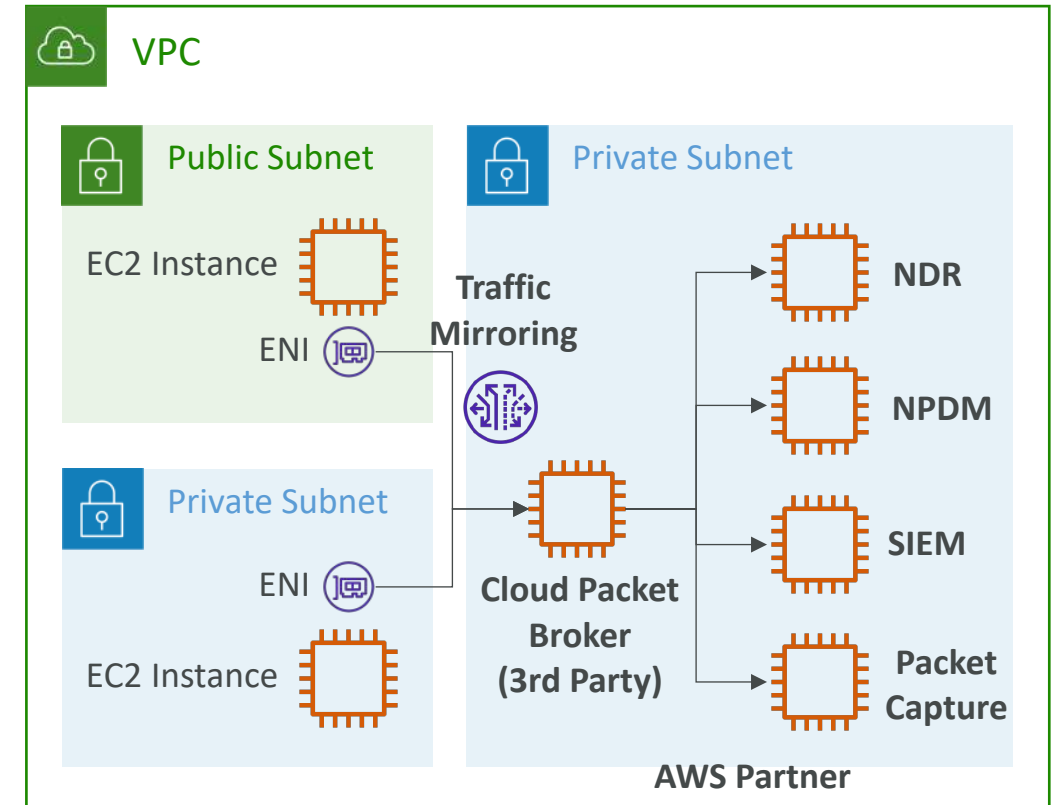 VPC
Public Subnet
EC2 Instance
ENI
Private Subnet
ENI
EC2 Instance
Private Subnet
Traffic
Mirroring
Cloud Packet
Broker
(3rd Party)
NDR
NPDM
SIEM
Packet
Capture
AWS Partner